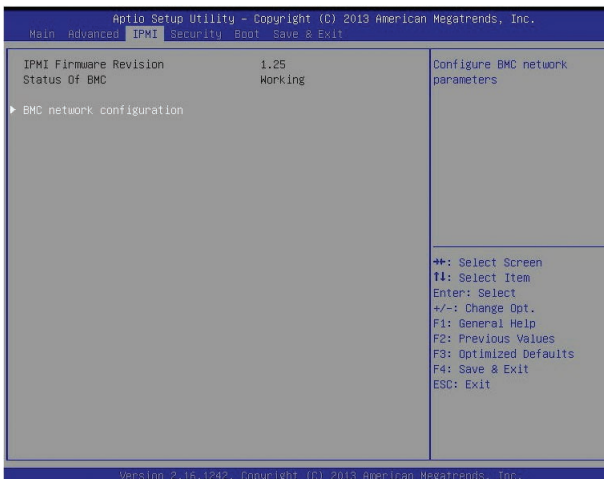 Aptio Setup Utility – Copyright (C) 2013 American Megatrends, Inc.
Main Advanced IPMI Security Boot Save & Exit
IPMI Firmware Revision 1.25
Status Of BMC Working
▶ BMC network configuration
Configure BMC network
parameters
→←: Select Screen
↑↓: Select Item
Enter: Select
+/-: Change Opt.
F1: General Help
F2: Previous Values
F3: Optimized Defaults
F4: Save & Exit
ESC: Exit
Version 2.16.1242. Copyright (C) 2013 American Megatrends, Inc.